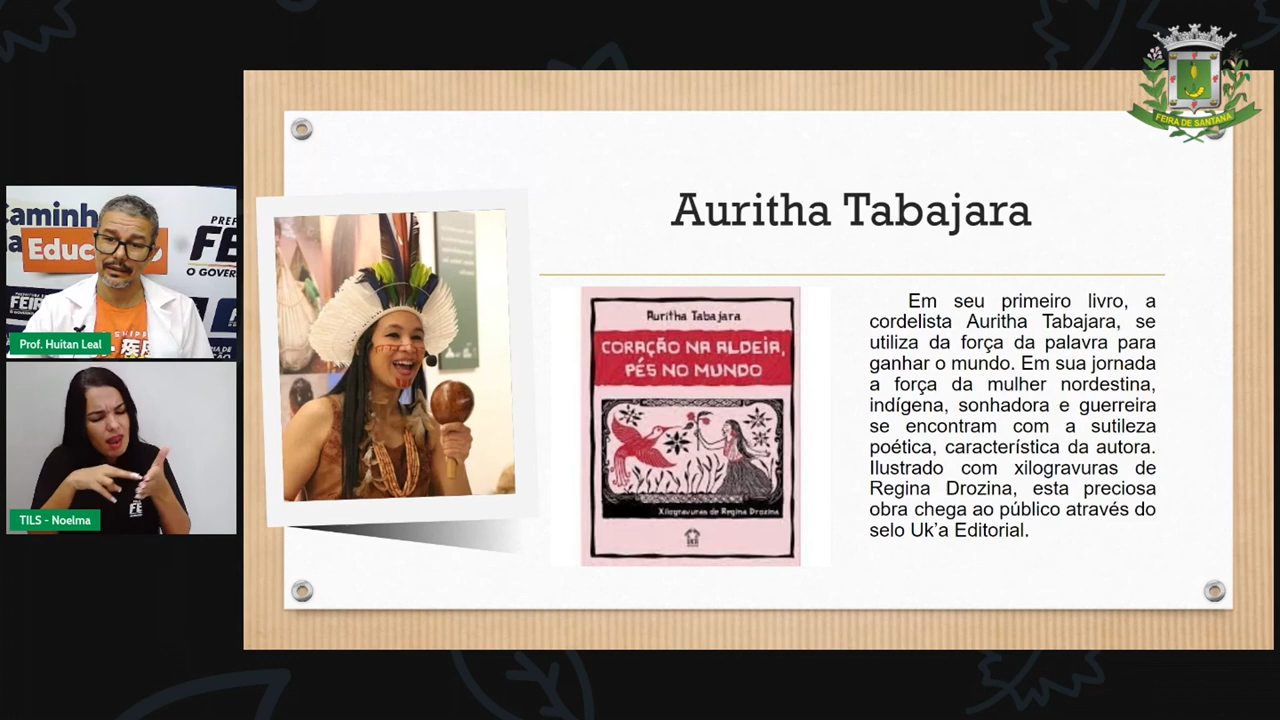 FEIRA DE SANTANA
Auritha Tabajara
Em seu primeiro livro, a
cordelista Auritha Tabajara, se
utiliza da força da palavra para
ganhar o mundo. Em sua jornada
a força da mulher nordestina,
indígena, sonhadora e guerreira
se encontram com a sutileza
poética, característica da autora.
Ilustrado com xilogravuras de
Regina Drozina, esta preciosa
obra chega ao público através do
selo Uk’a Editorial.
Auritha Tabajara
CORAÇÃO NA ALDEIA,
PÉS NO MUNDO
Xilogravuras de Regina Drozina
Prof. Huitan Leal
TILS - Noelma